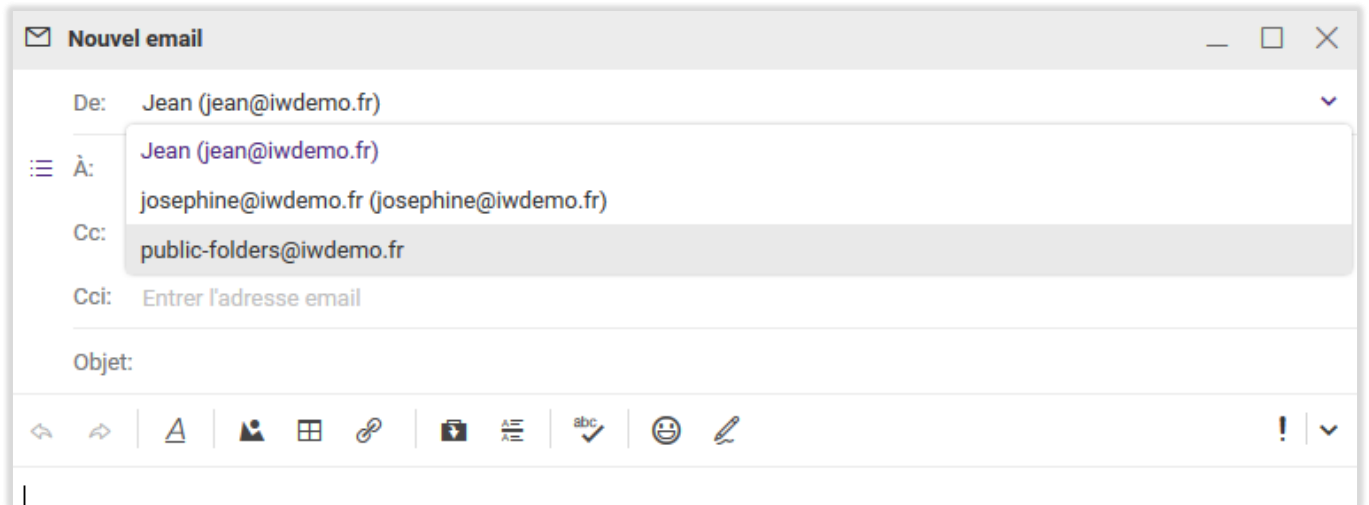 Nouvel email
De: Jean (jean@iwdemo.fr)
Jean (jean@iwdemo.fr)
À:
josephine@iwdemo.fr (josephine@iwdemo.fr)
Cc:
public-folders@iwdemo.fr
Cci: Entrer l'adresse email
Objet:
A
abc
!